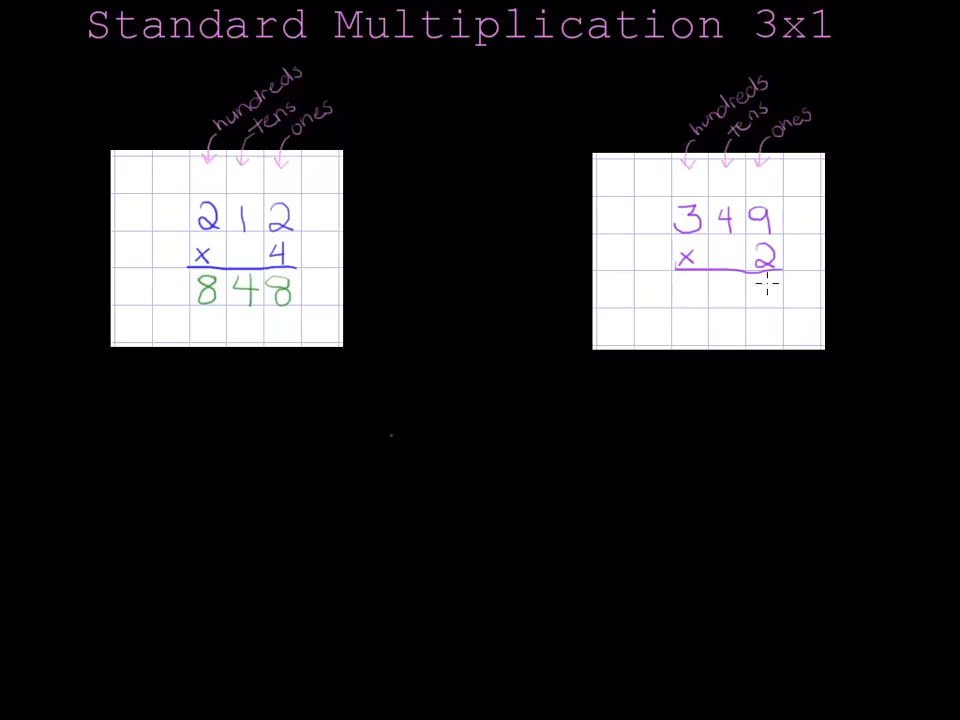 Standard Multiplication 3x1
hundreds
tens
ones
2 1 2
x 4
8 4 8
hundreds
tens
ones
3 4 9
x 2